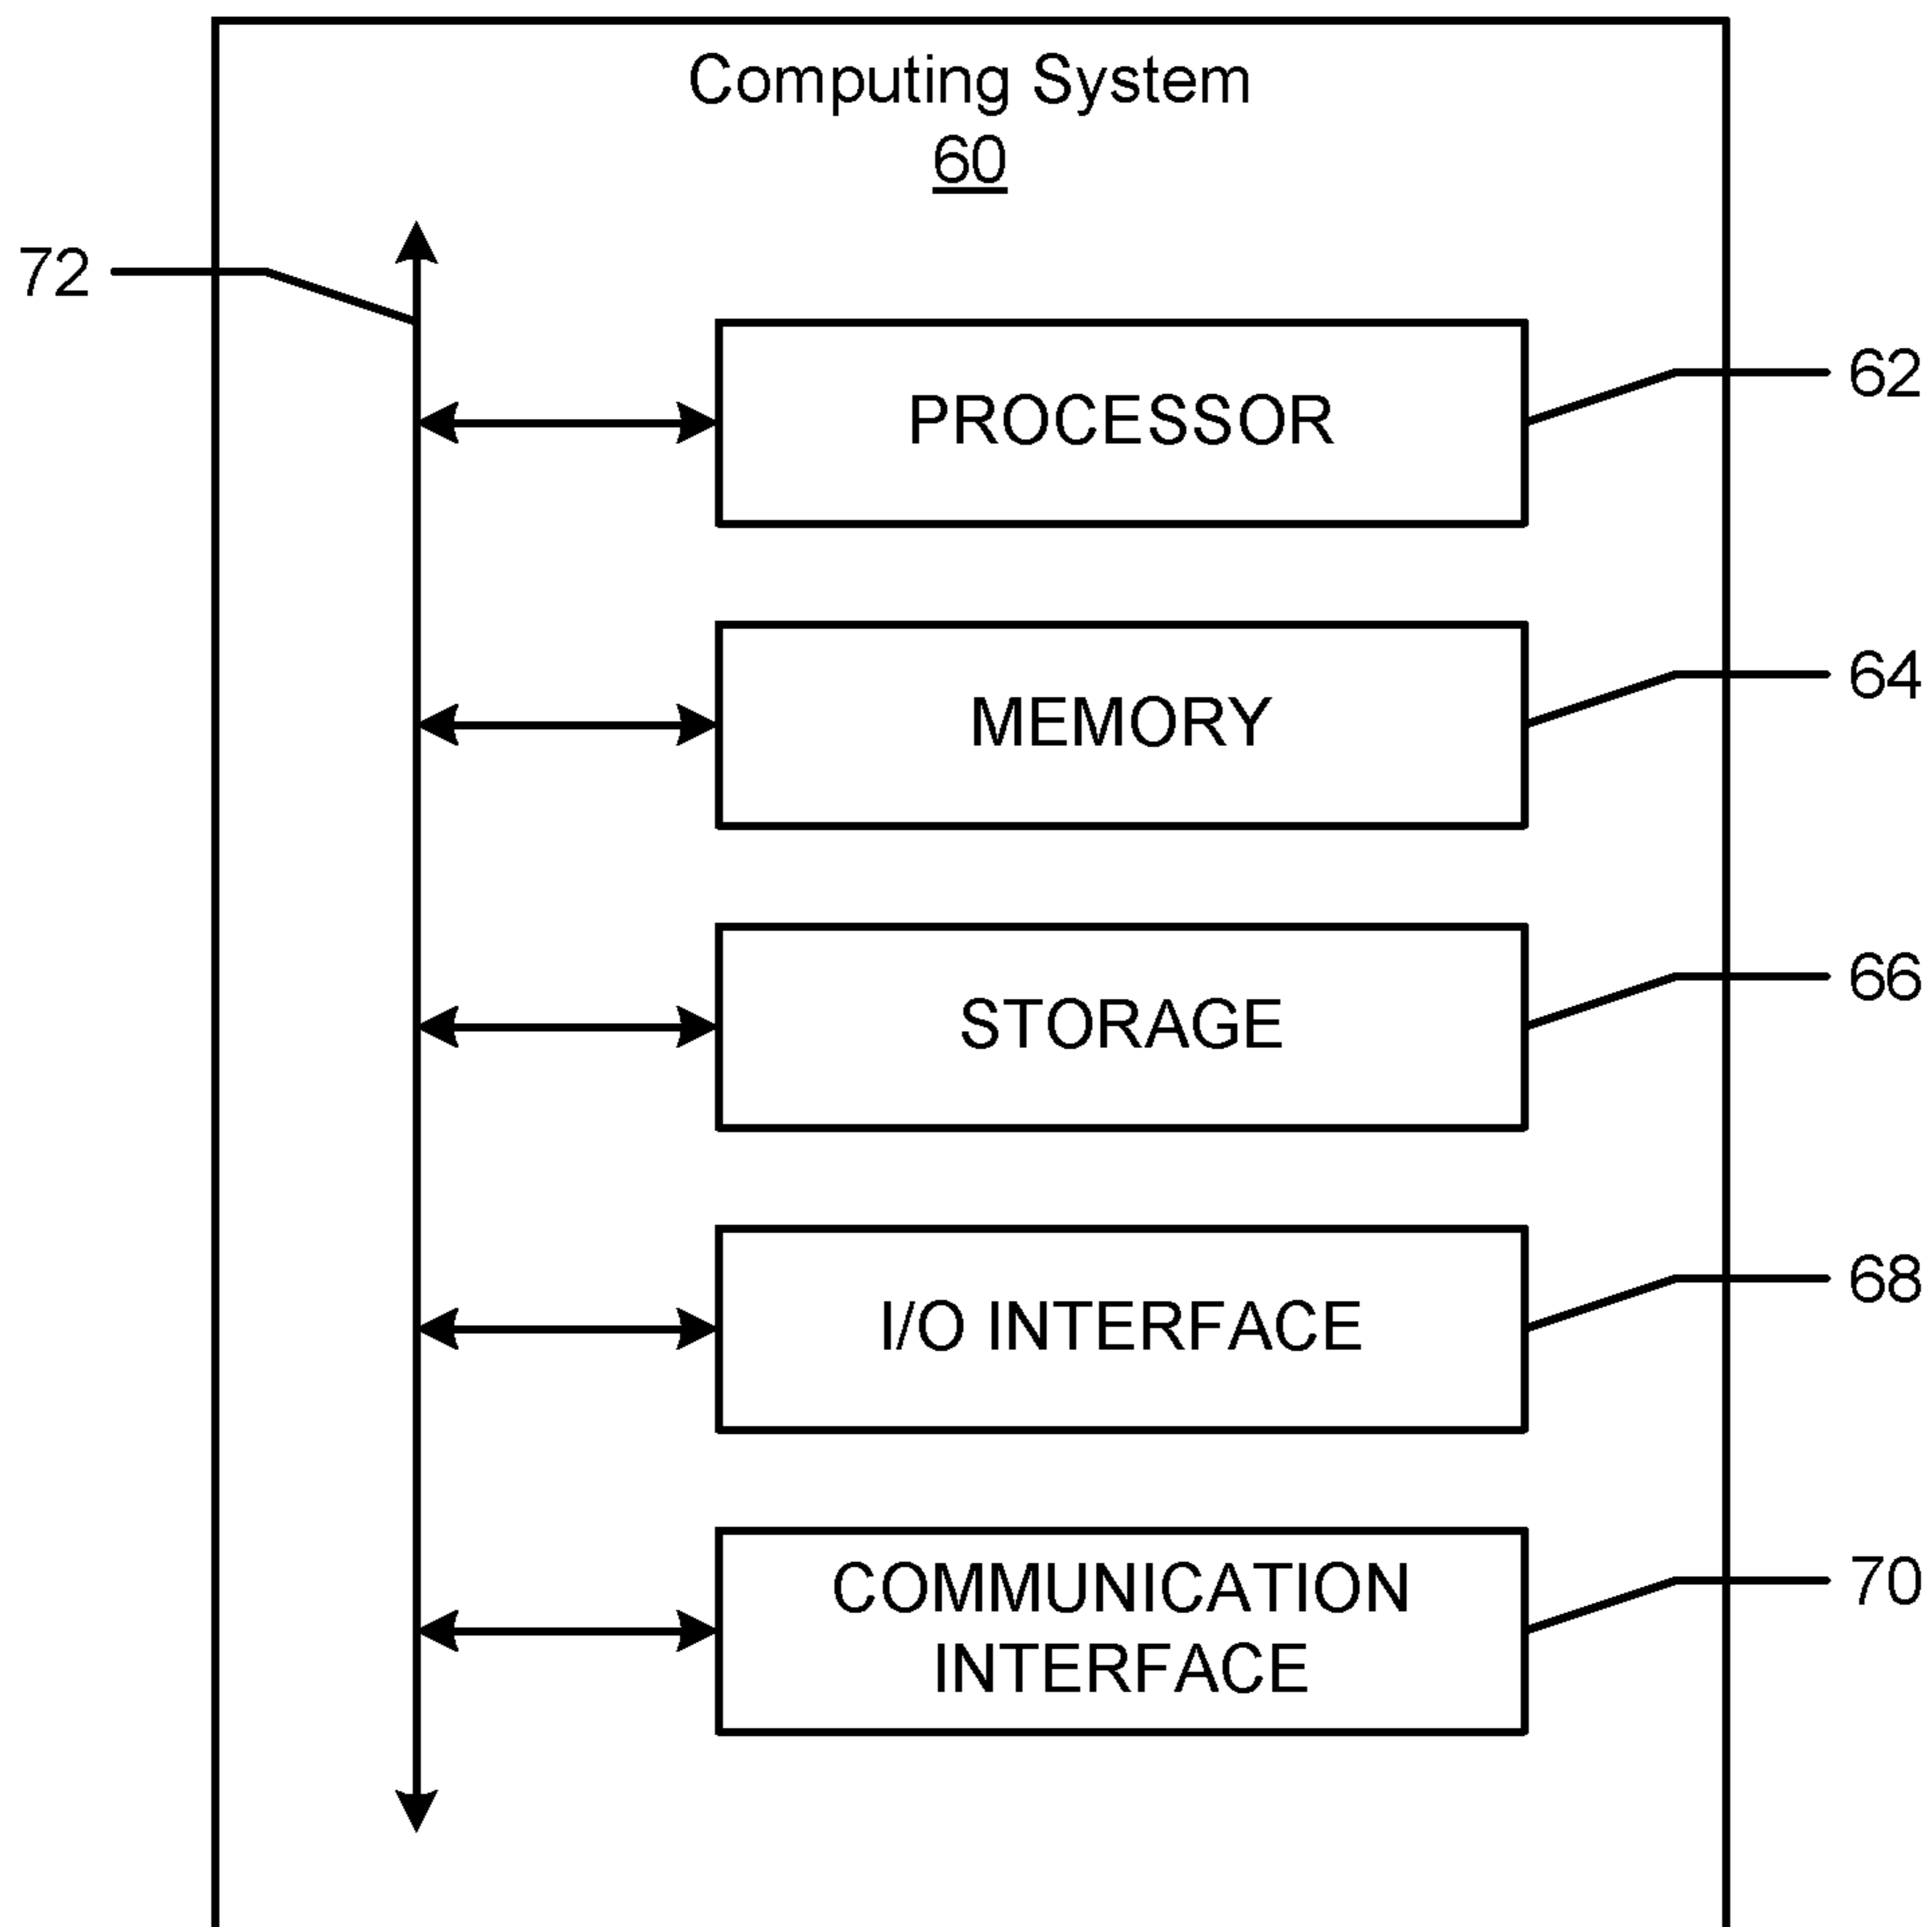 Computing System
60
72
PROCESSOR
62
MEMORY
64
STORAGE
66
I/O INTERFACE
68
COMMUNICATION
INTERFACE
70